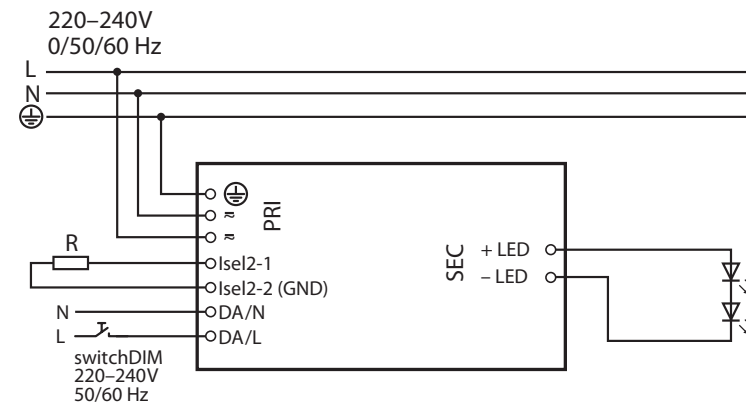 220–240V
0/50/60 Hz
L
N
PRI
≂
≂
R
Isel2-1
Isel2-2 (GND)
N
DA/N
L
DA/L
switchDIM
220–240V
50/60 Hz
SEC
+ LED
– LED